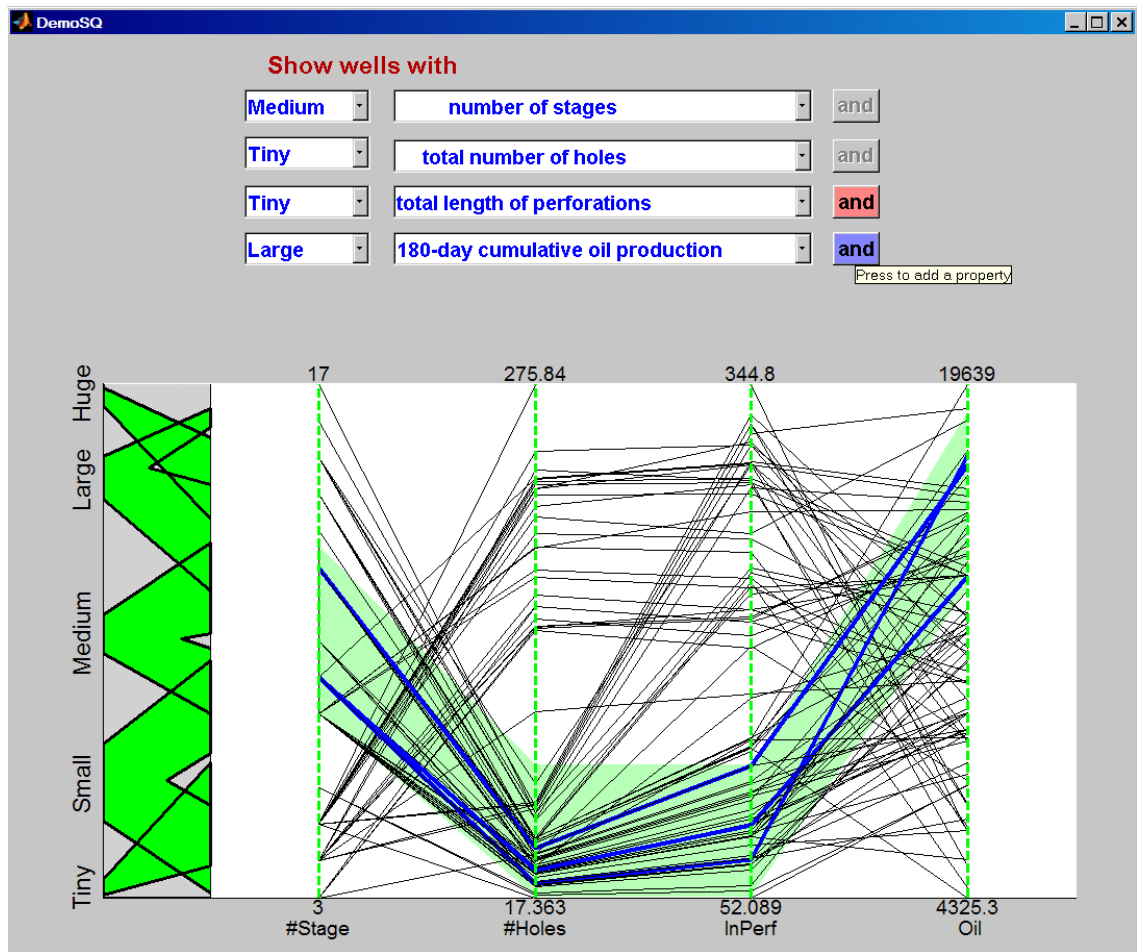 DemoSQ
Show wells with
Medium number of stages and
Tiny total number of holes and
Tiny total length of perforations and
Large 180-day cumulative oil production and
Press to add a property
17 275.84 344.8 19639
Huge
Large
Medium
Small
Tiny
3 17.363 52.089 4325.3
#Stage #Holes lnPerf Oil